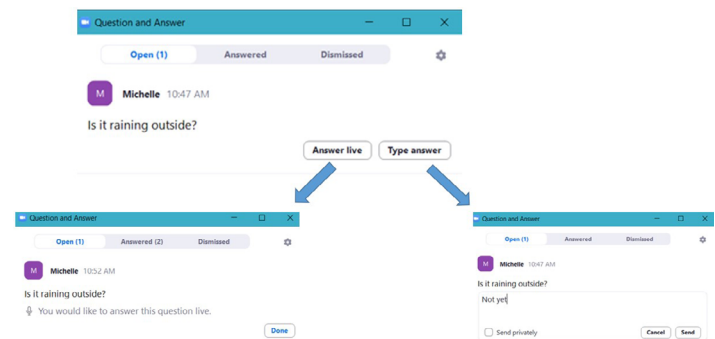 Question and Answer
Open (1) Answered Dismissed
M Michelle 10:47 AM
Is it raining outside?
Answer live Type answer
Question and Answer
Open (1) Answered (2) Dismissed
M Michelle 10:52 AM
Is it raining outside?
You would like to answer this question live.
Done
Question and Answer
Open (1) Answered Dismissed
M Michelle 10:47 AM
Is it raining outside?
Not yet
Send privately Cancel Send